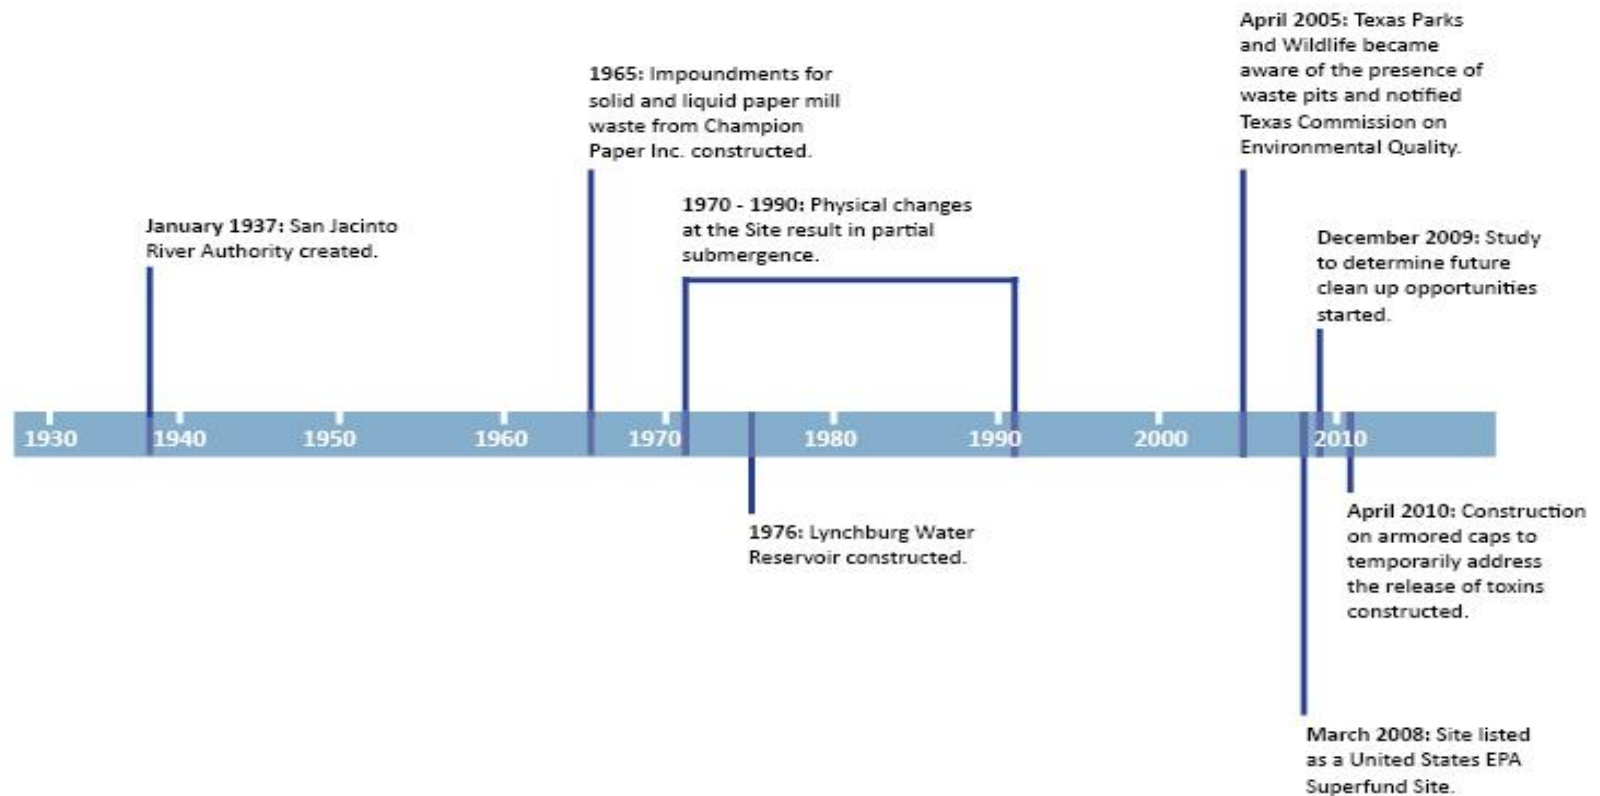 April 2005: Texas Parks
and Wildlife became
aware of the presence of
waste pits and notified
Texas Commission on
Environmental Quality.
1965: Impoundments for
solid and liquid paper mill
waste from Champion
Paper Inc. constructed.
1970 - 1990: Physical changes
at the Site result in partial
submergence.
January 1937: San Jacinto
River Authority created.
December 2009: Study
to determine future
clean up opportunities
started.
1930 1940 1950 1960 1970 1980 1990 2000 2010
1976: Lynchburg Water
Reservoir constructed.
April 2010: Construction
on armored caps to
temporarily address
the release of toxins
constructed.
March 2008: Site listed
as a United States EPA
Superfund Site.